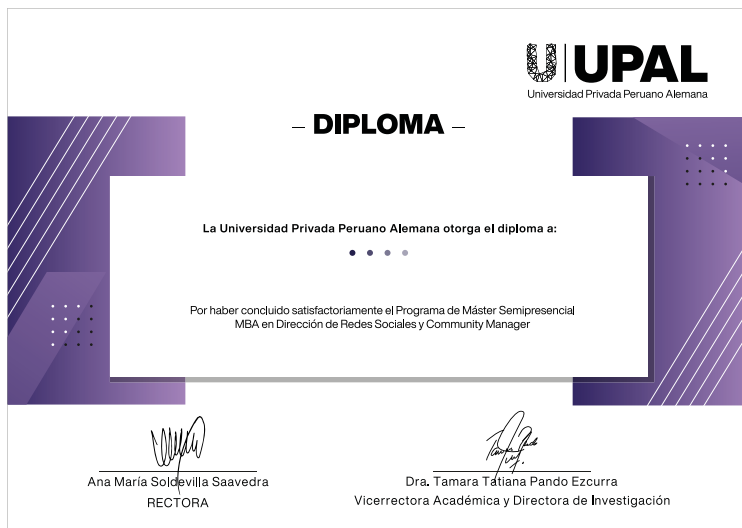 UPAL
Universidad Privada Peruano Alemana
– DIPLOMA –
La Universidad Privada Peruano Alemana otorga el diploma a:
Por haber concluido satisfactoriamente el Programa de Máster Semipresencial
MBA en Dirección de Redes Sociales y Community Manager
Ana María Soldevilla Saavedra
RECTORA
Dra. Tamara Tatiana Pando Ezcurra
Vicerrectora Académica y Directora de Investigación